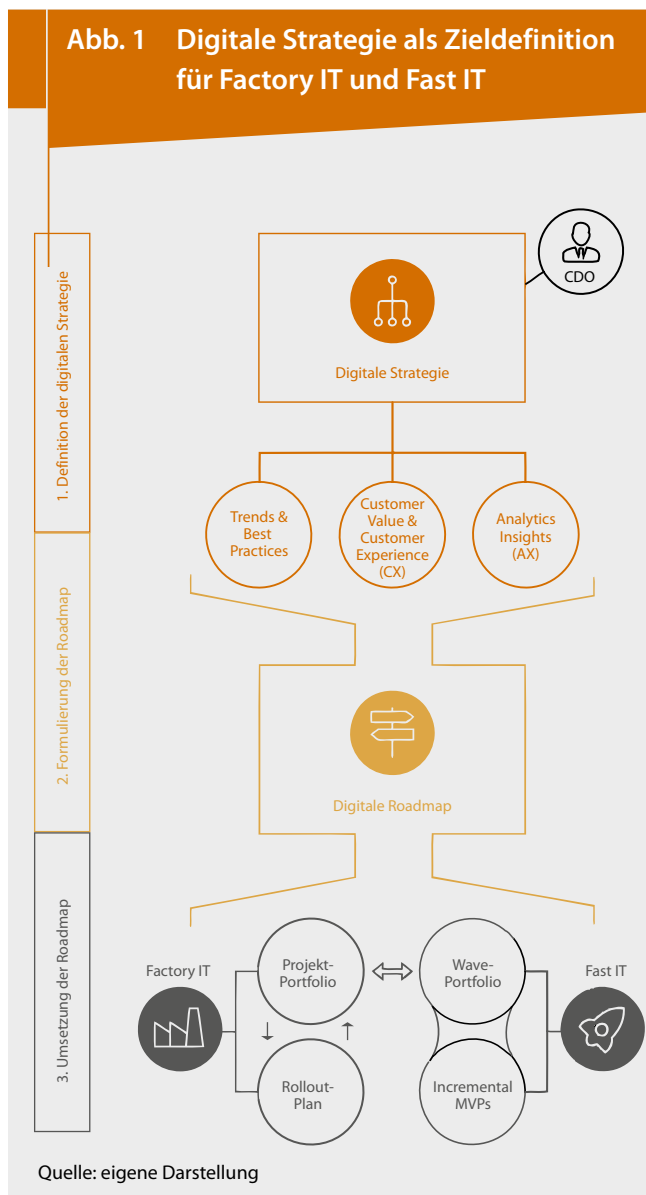 Abb. 1 Digitale Strategie als Zieldefinition
für Factory IT und Fast IT
CDO
1. Definition der digitalen Strategie
Digitale Strategie
Trends &
Best
Practices
Customer
Value &
Customer
Experience
(CX)
Analytics
Insights
(AX)
2. Formulierung der Roadmap
Digitale Roadmap
3. Umsetzung der Roadmap
Factory IT
Projekt-
Portfolio
Wave-
Portfolio
Fast IT
Rollout-
Plan
Incremental
MVPs
Quelle: eigene Darstellung